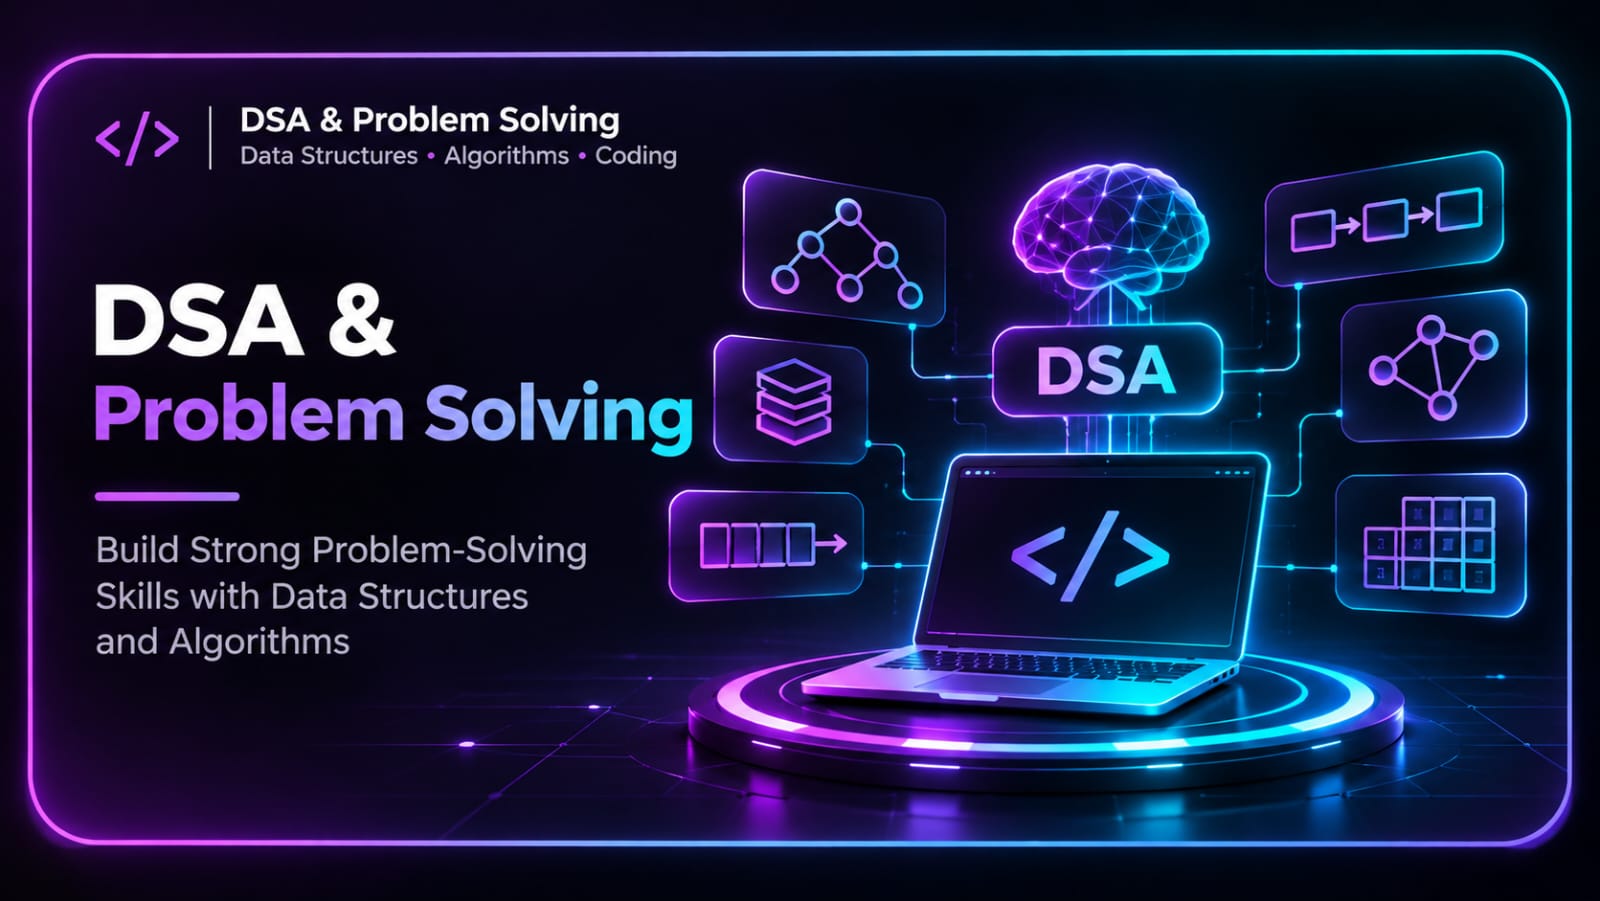 </>
DSA & Problem Solving
Data Structures • Algorithms • Coding
DSA &
Problem Solving
Build Strong Problem-Solving
Skills with Data Structures
and Algorithms
DSA
</>